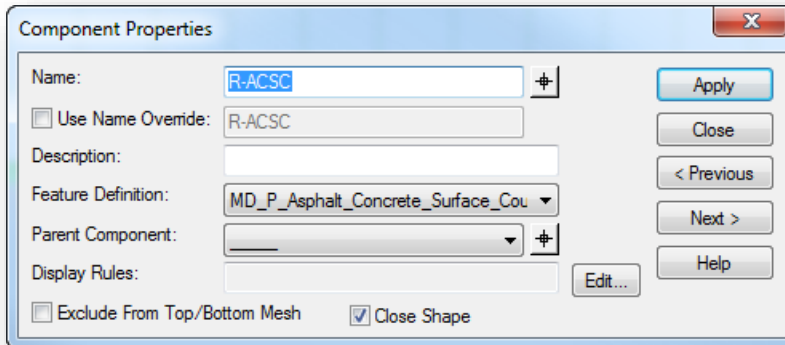 Component Properties
Name: R-ACSC Apply
Use Name Override: R-ACSC Close
Description: < Previous
Feature Definition: MD_P_Asphalt_Concrete_Surface_Cou
Parent Component: _____ Next >
Display Rules: Edit... Help
Exclude From Top/Bottom Mesh Close Shape